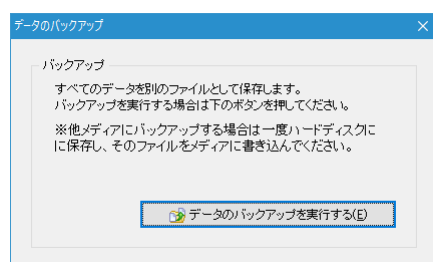 データのバックアップ
バックアップ
すべてのデータを別のファイルとして保存します。
バックアップを実行する場合は下のボタンを押してください。
※他メディアにバックアップする場合は一度ハードディスクに
に保存し、そのファイルをメディアに書き込んでください。
データのバックアップを実行する(E)